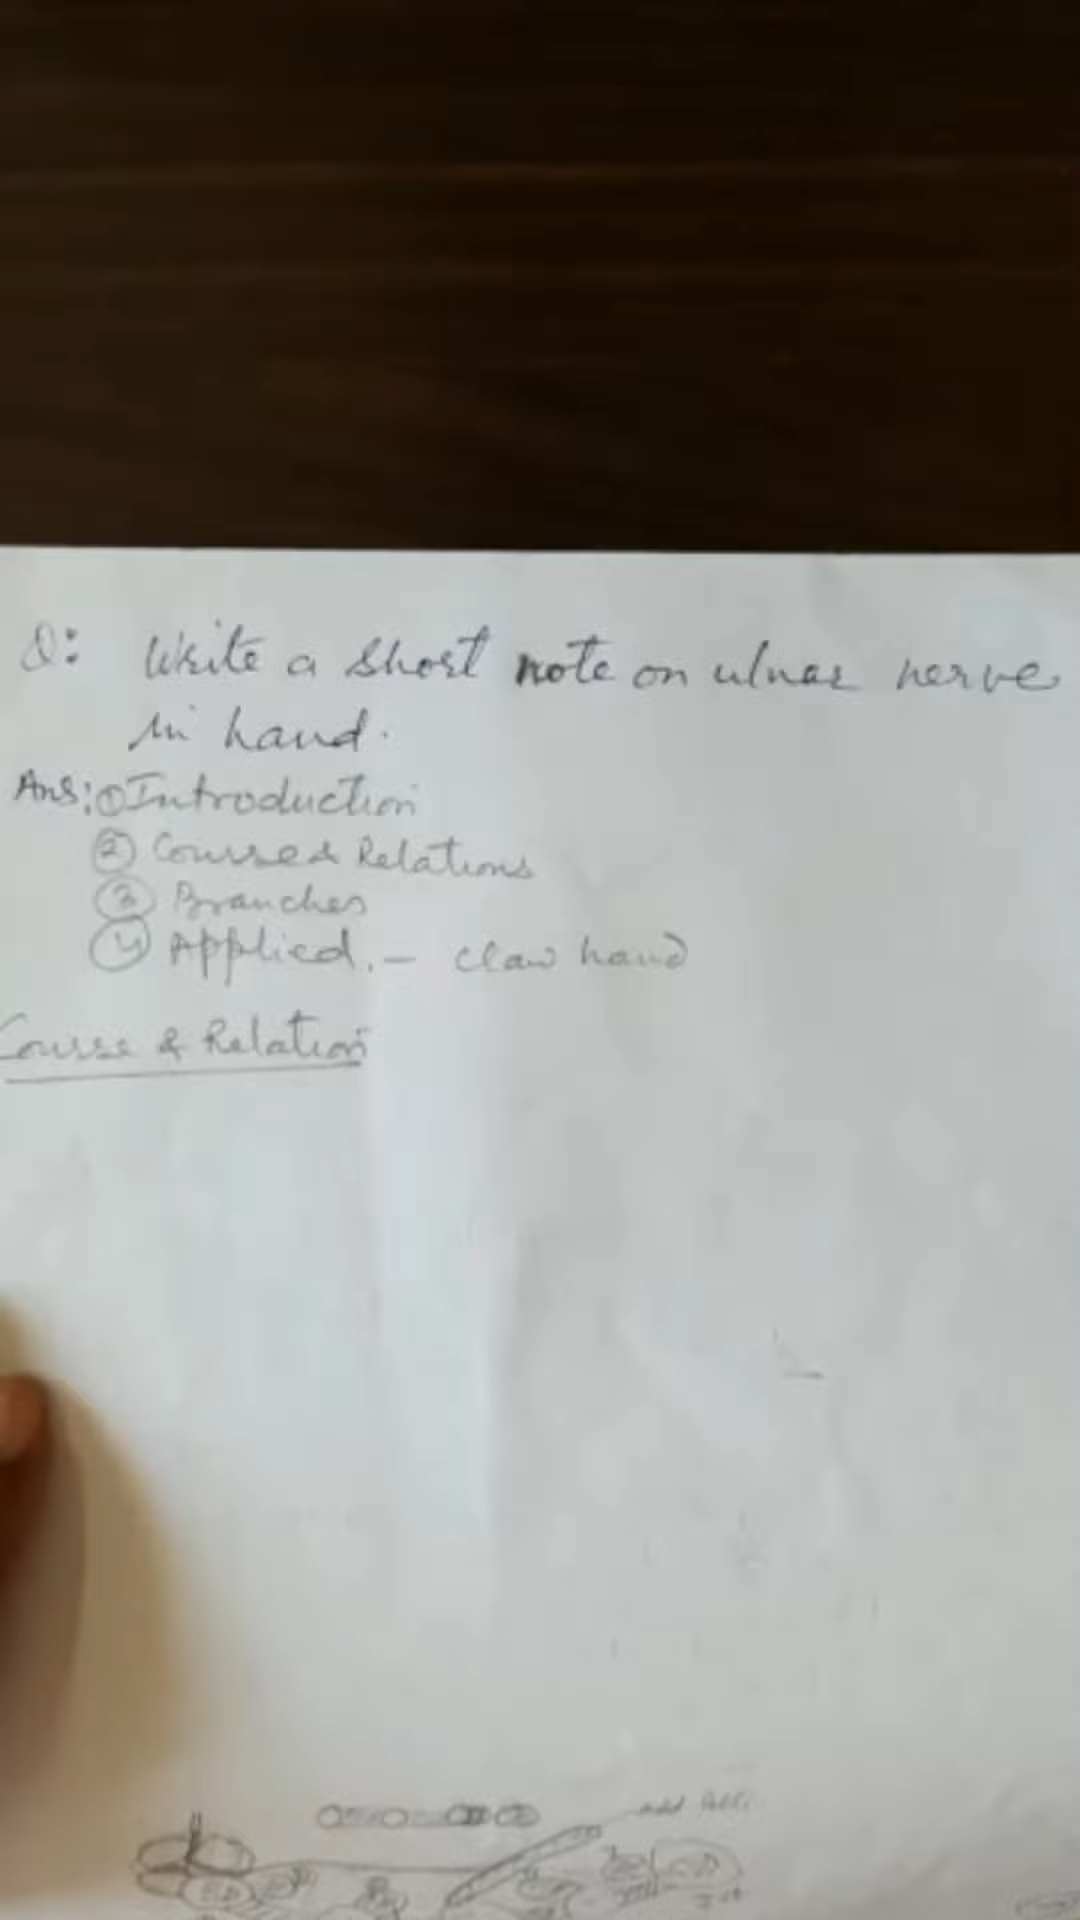 Q: Write a short note on ulnar nerve
in hand.
Ans: ① Introduction
② Course & Relations
③ Branches
④ Applied. — claw hand
Course & Relation
add